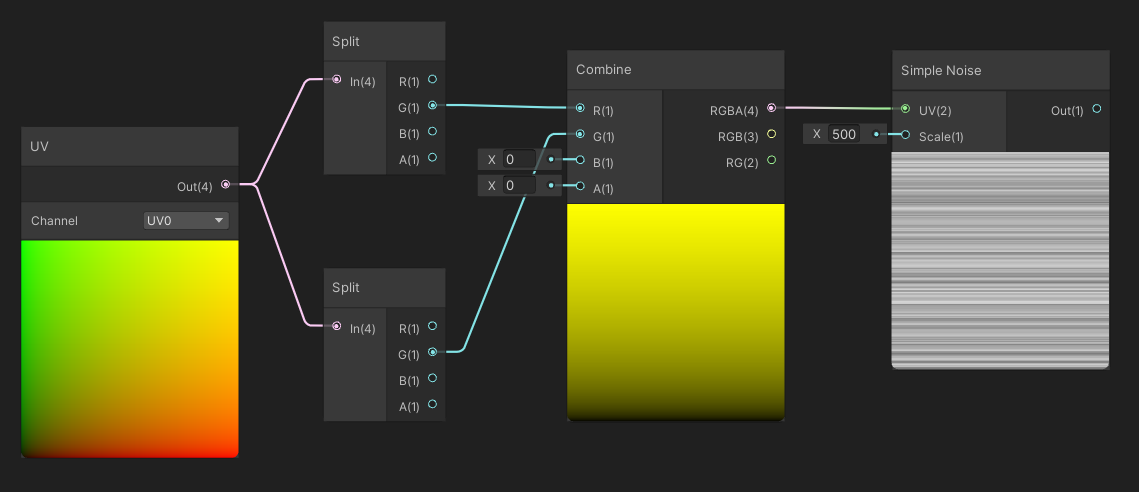 UV
Out(4)
Channel
UV0
Split
In(4)
R(1)
G(1)
B(1)
A(1)
Split
In(4)
R(1)
G(1)
B(1)
A(1)
Combine
R(1)
RGBA(4)
G(1)
RGB(3)
X 0
B(1)
RG(2)
X 0
A(1)
Simple Noise
UV(2)
Out(1)
X 500
Scale(1)